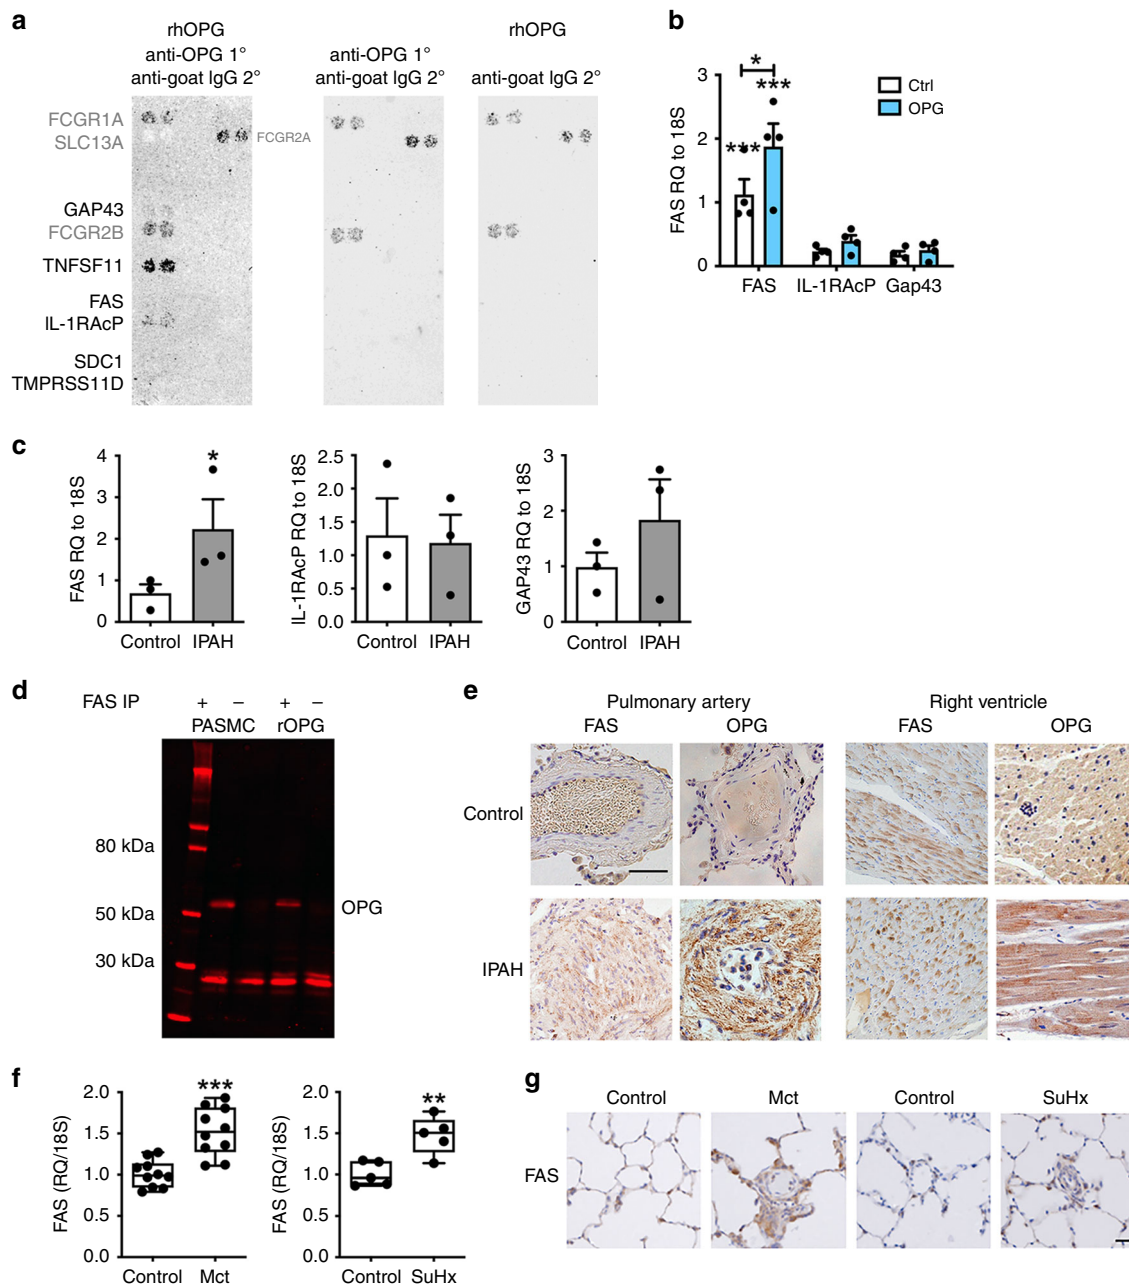 a
rhOPG
anti-OPG 1°
anti-goat IgG 2°
anti-OPG 1°
anti-goat IgG 2°
rhOPG
anti-goat IgG 2°
FCGR1A
SLC13A
FCGR2A
GAP43
FCGR2B
TNFSF11
FAS
IL-1RAcP
SDC1
TMPRSS11D
b
FAS RQ to 18S
3
2
1
0
*
***
***
Ctrl
OPG
FAS
IL-1RAcP
Gap43
c
FAS RQ to 18S
4
3
2
1
0
*
Control
IPAH
IL-1RAcP RQ to 18S
2.5
2.0
1.5
1.0
0.5
0.0
Control
IPAH
GAP43 RQ to 18S
3
2
1
0
Control
IPAH
d
FAS IP
+ − + −
PASMC rOPG
80 kDa
50 kDa
30 kDa
OPG
e
Pulmonary artery
Right ventricle
FAS
OPG
FAS
OPG
Control
IPAH
f
FAS (RQ/18S)
2.0
1.5
1.0
0.5
0.0
***
Control
Mct
FAS (RQ/18S)
2.0
1.5
1.0
0.5
0.0
**
Control
SuHx
g
Control
Mct
Control
SuHx
FAS